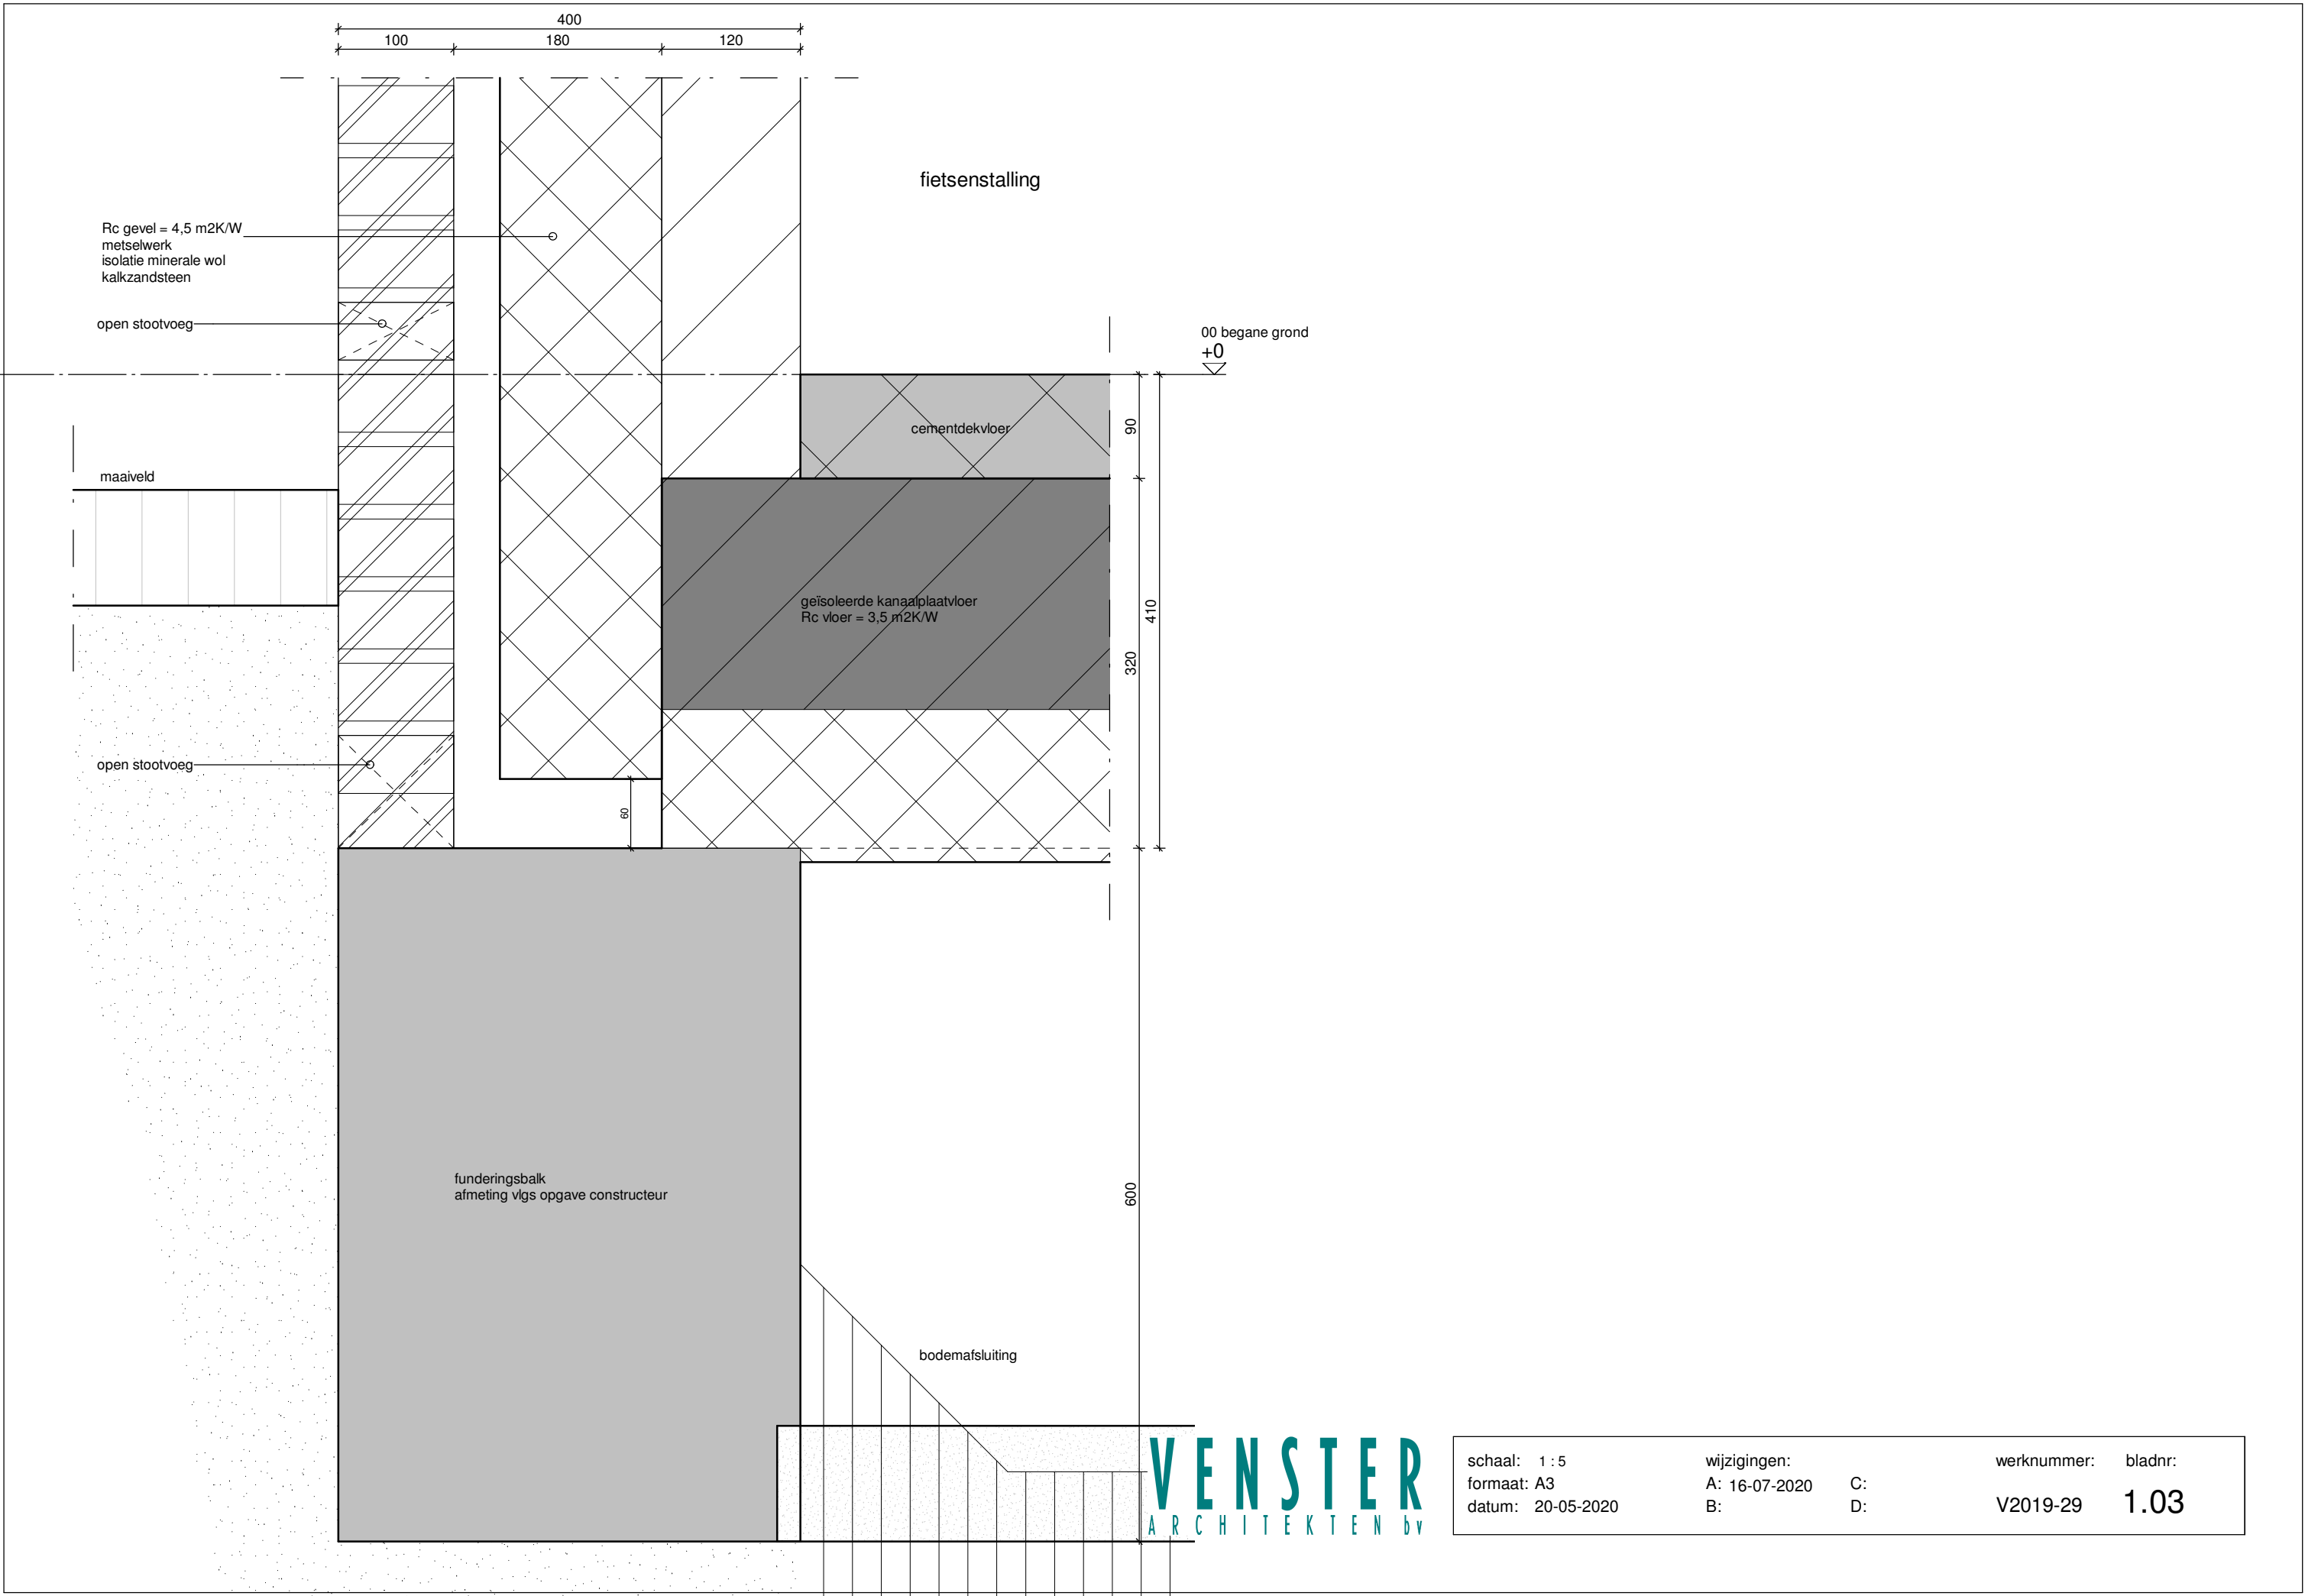 400
100 180 120
fietsenstalling
Rc gevel = 4,5 m2K/W
metselwerk
isolatie minerale wol
kalkzandsteen
open stootvoeg
00 begane grond
+0
cementdekvloer
90
maaiveld
geïsoleerde kanaalplaatvloer
Rc vloer = 3,5 m2K/W
410
320
open stootvoeg
60
funderingsbalk
afmeting vlgs opgave constructeur
600
bodemafsluiting
VENSTER
ARCHITEKTEN bv
schaal: 1 : 5
formaat: A3
datum: 20-05-2020
wijzigingen:
A: 16-07-2020 C:
B: D:
werknummer: bladnr:
V2019-29 1.03